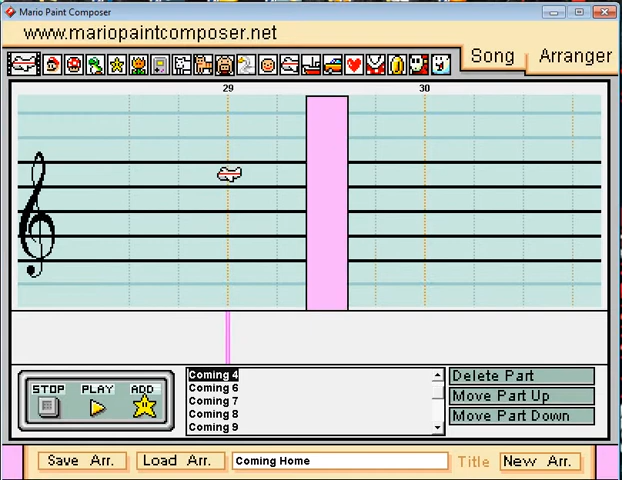 Mario Paint Composer
www.mariopaintcomposer.net
Song
Arranger
29
30
STOP
PLAY
ADD
Coming 4
Coming 6
Coming 7
Coming 8
Coming 9
Delete Part
Move Part Up
Move Part Down
Save Arr.
Load Arr.
Coming Home
Title
New Arr.